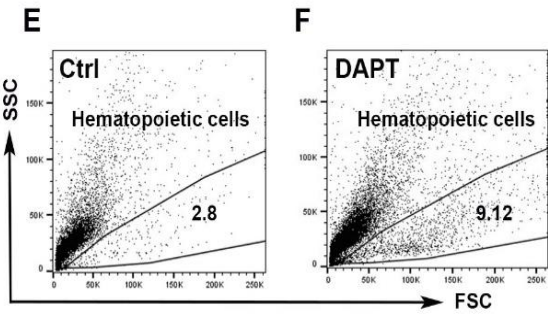 E
F
SSC
Ctrl
Hematopoietic cells
2.8
150K
100K
50K
0
0
50K
100K
150K
200K
250K
DAPT
Hematopoietic cells
9.12
150K
100K
50K
0
0
50K
100K
150K
200K
250K
FSC